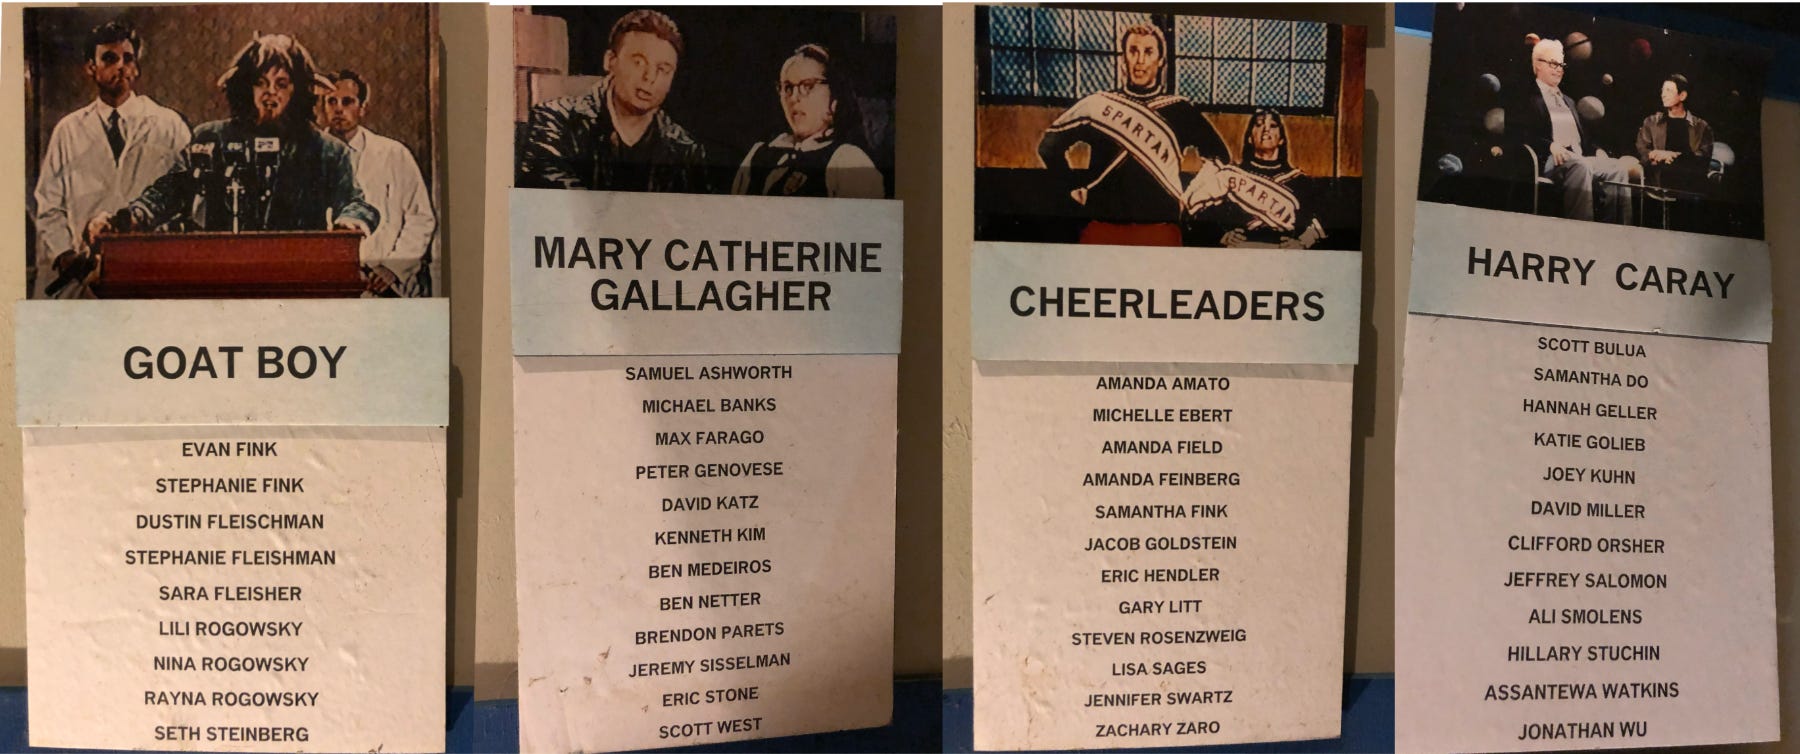 GOAT BOY
EVAN FINK
STEPHANIE FINK
DUSTIN FLEISCHMAN
STEPHANIE FLEISHMAN
SARA FLEISHER
LILI ROGOWSKY
NINA ROGOWSKY
RAYNA ROGOWSKY
SETH STEINBERG
MARY CATHERINE
GALLAGHER
SAMUEL ASHWORTH
MICHAEL BANKS
MAX FARAGO
PETER GENOVESE
DAVID KATZ
KENNETH KIM
BEN MEDEIROS
BEN NETTER
BRENDON PARETS
JEREMY SISSELMAN
ERIC STONE
SCOTT WEST
SPARTAN
SPARTAN
CHEERLEADERS
AMANDA AMATO
MICHELLE EBERT
AMANDA FIELD
AMANDA FEINBERG
SAMANTHA FINK
JACOB GOLDSTEIN
ERIC HENDLER
GARY LITT
STEVEN ROSENZWEIG
LISA SAGES
JENNIFER SWARTZ
ZACHARY ZARO
HARRY CARAY
SCOTT BULUA
SAMANTHA DO
HANNAH GELLER
KATIE GOLIEB
JOEY KUHN
DAVID MILLER
CLIFFORD ORSHER
JEFFREY SALOMON
ALI SMOLENS
HILLARY STUCHIN
ASSANTEWA WATKINS
JONATHAN WU